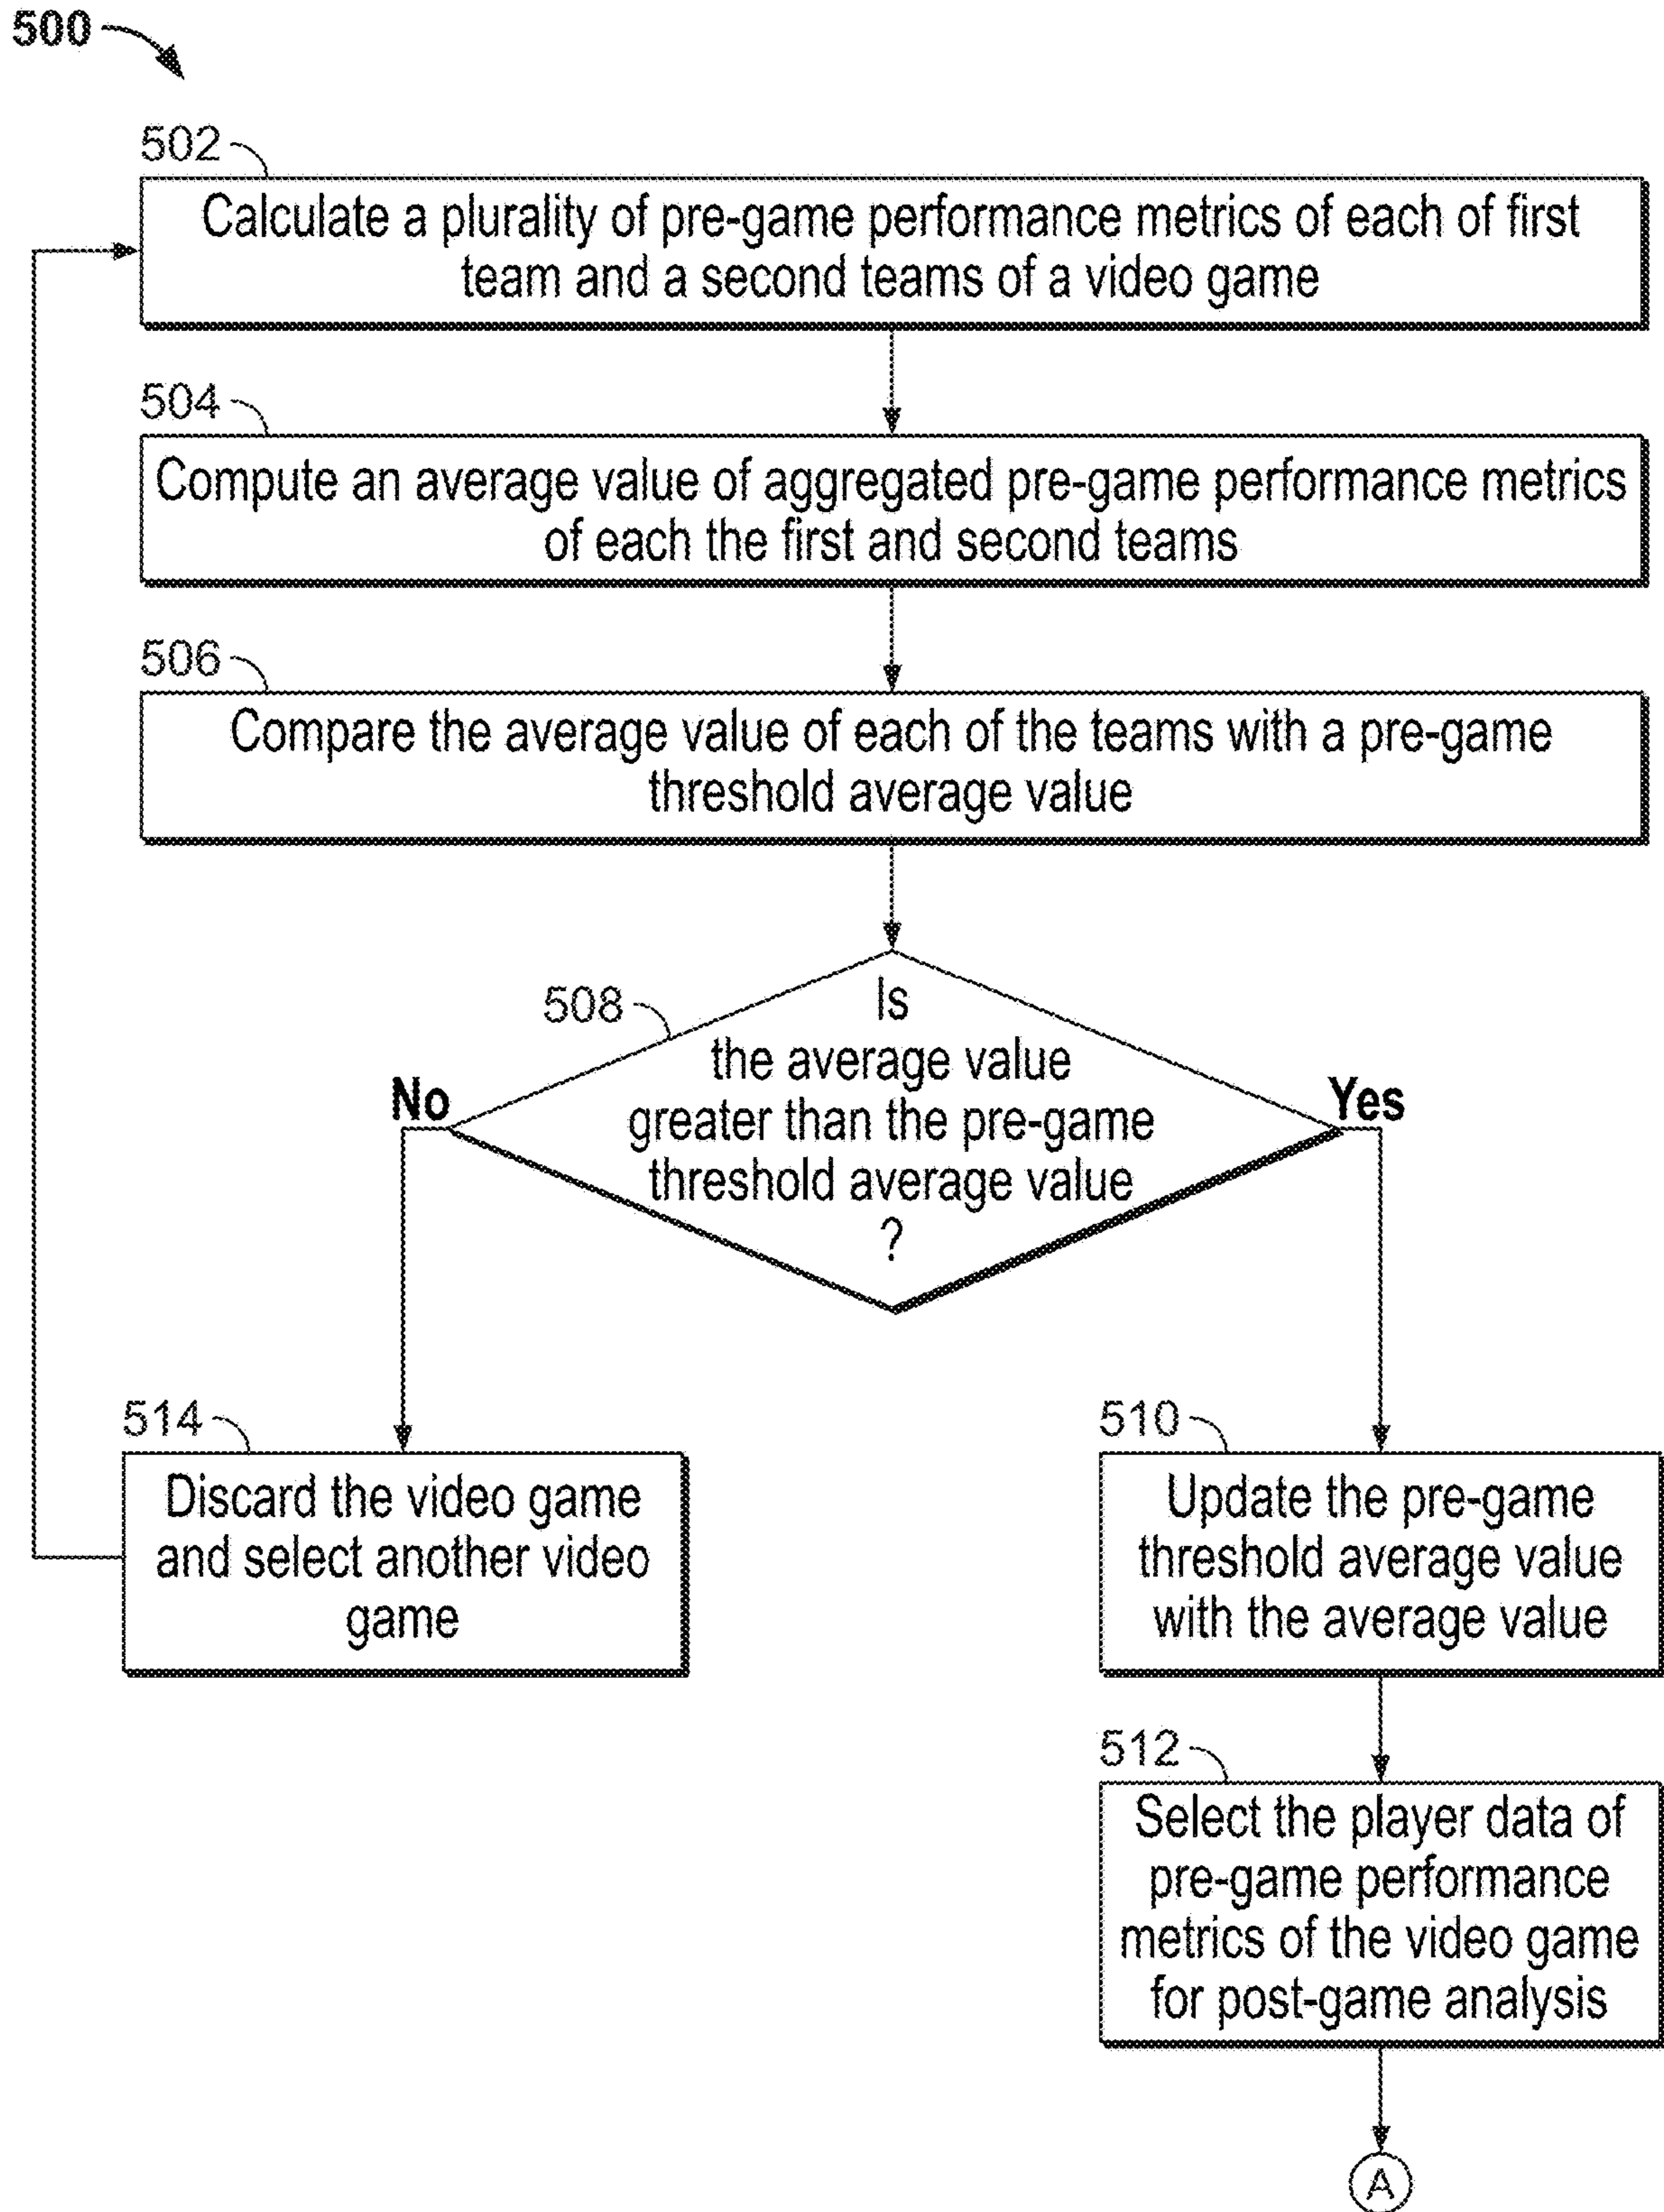 500
502
Calculate a plurality of pre-game performance metrics of each of first
team and a second teams of a video game
504
Compute an average value of aggregated pre-game performance metrics
of each the first and second teams
506
Compare the average value of each of the teams with a pre-game
threshold average value
508
Is
the average value
greater than the pre-game
threshold average value
?
No
Yes
514
Discard the video game
and select another video
game
510
Update the pre-game
threshold average value
with the average value
512
Select the player data of
pre-game performance
metrics of the video game
for post-game analysis
A